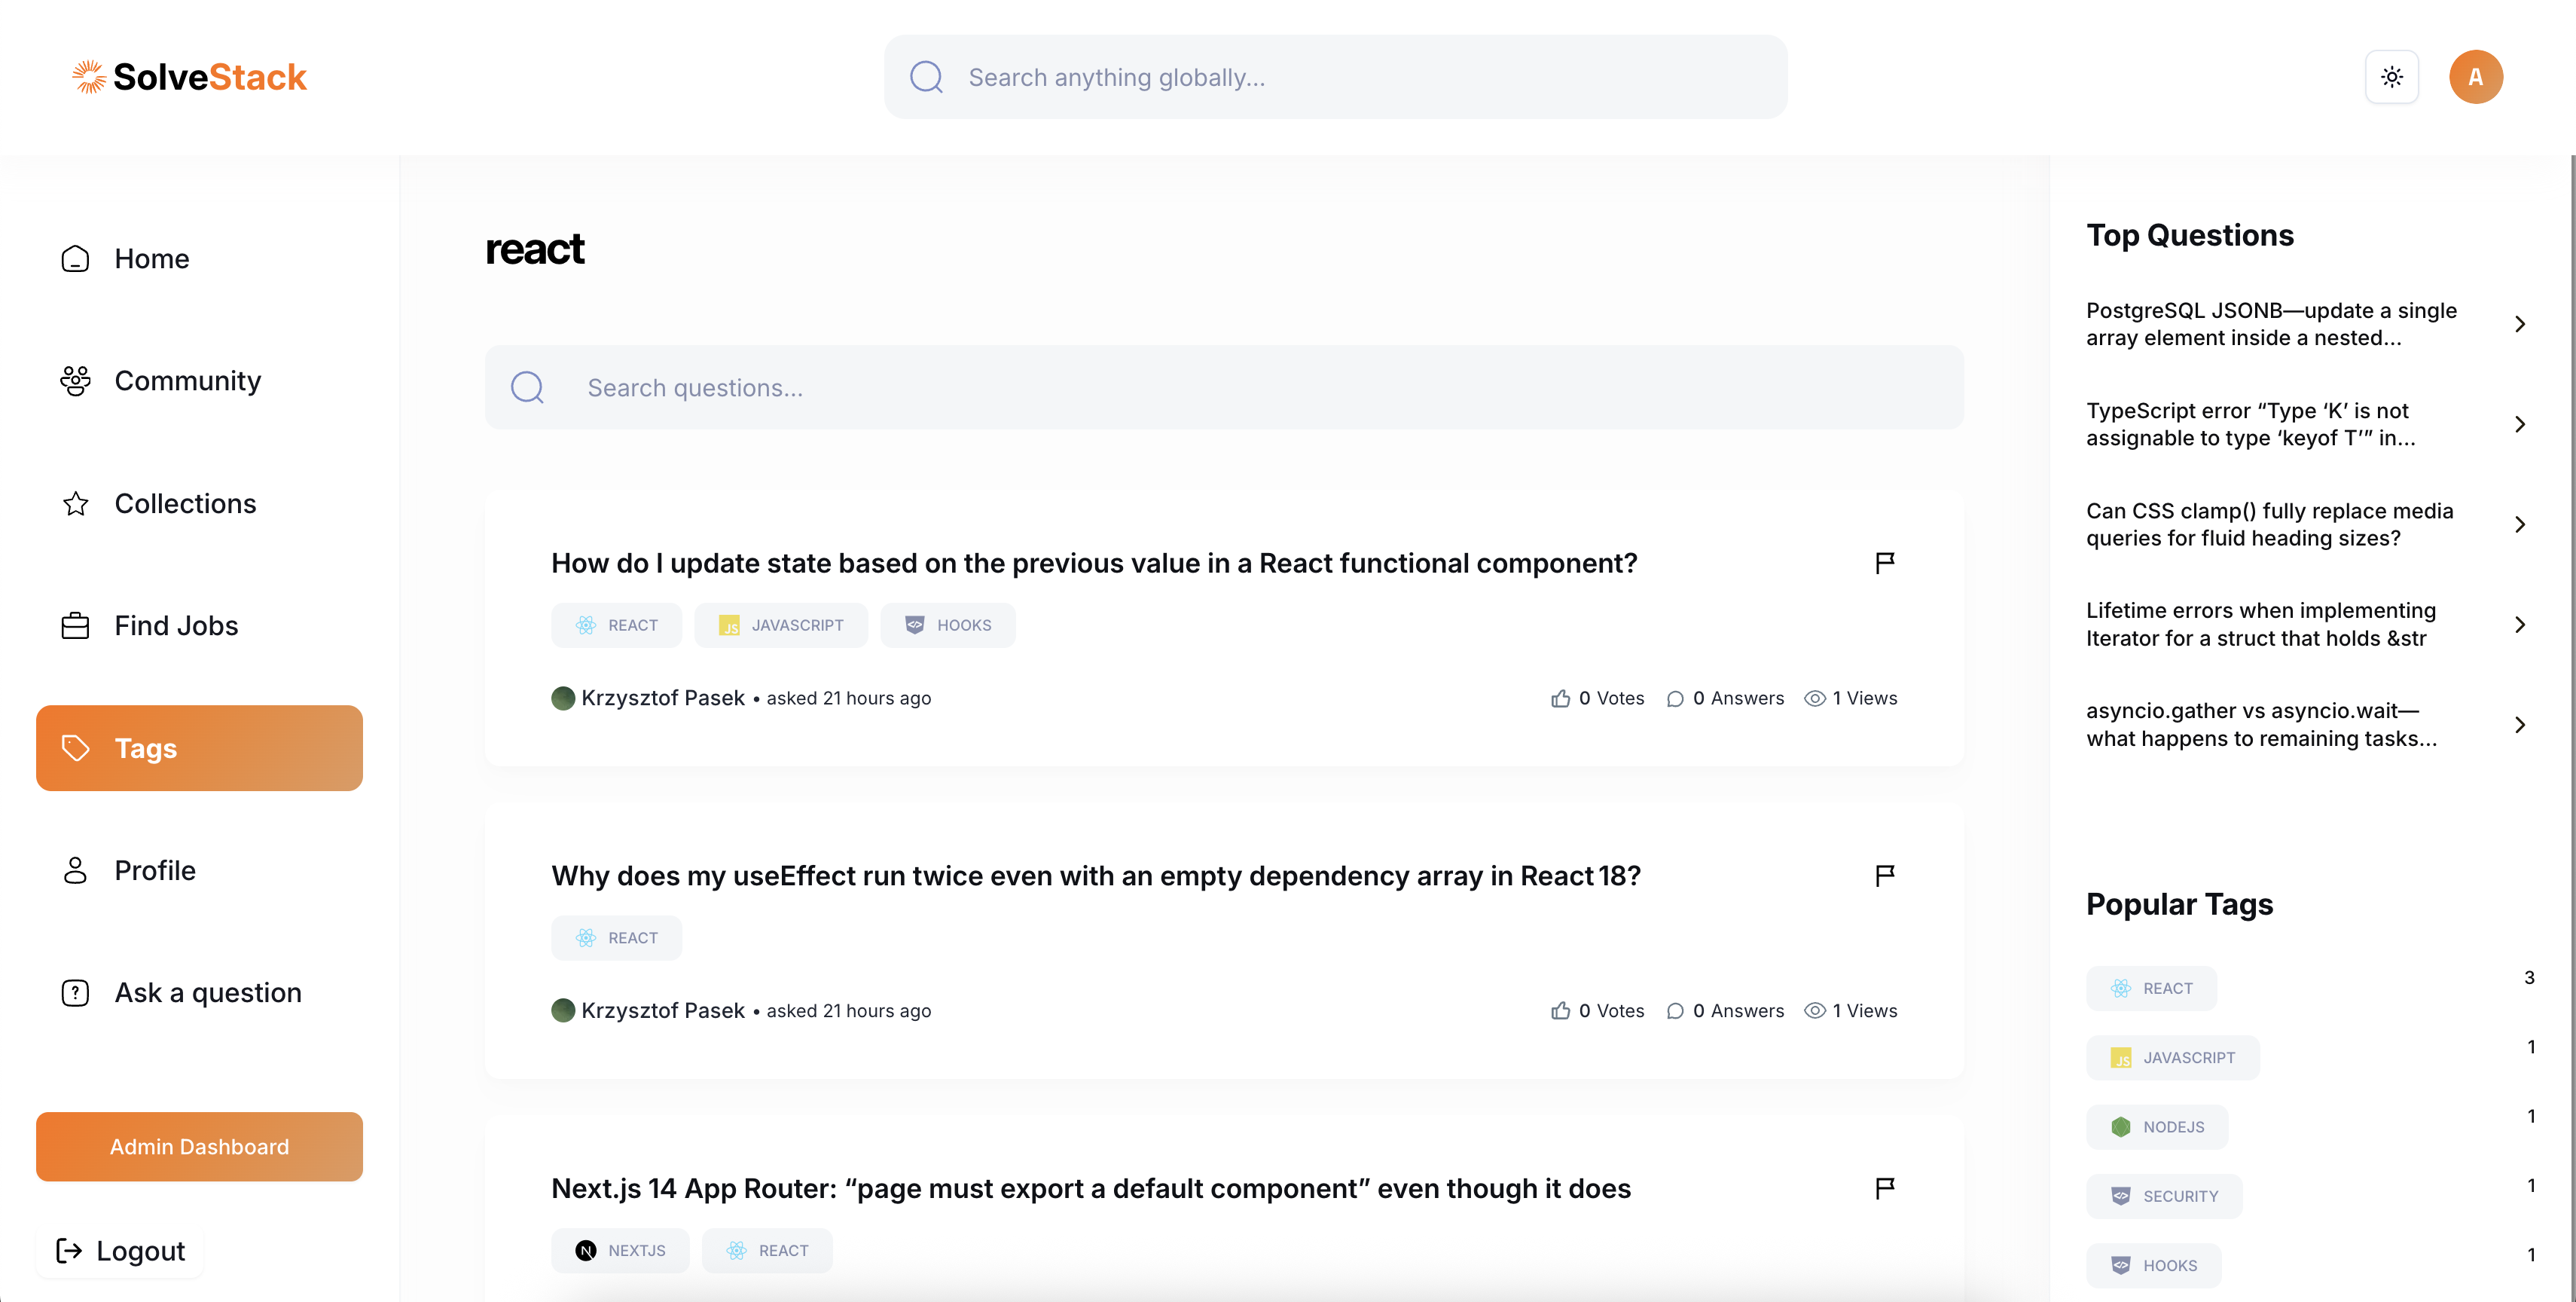 SolveStack
Search anything globally...
A
Home
Community
Collections
Find Jobs
Tags
Profile
Ask a question
Admin Dashboard
Logout
react
Search questions...
How do I update state based on the previous value in a React functional component?
REACT
JS JAVASCRIPT
HOOKS
Krzysztof Pasek • asked 21 hours ago
0 Votes
0 Answers
1 Views
Why does my useEffect run twice even with an empty dependency array in React 18?
REACT
Krzysztof Pasek • asked 21 hours ago
0 Votes
0 Answers
1 Views
Next.js 14 App Router: “page must export a default component” even though it does
N NEXTJS
REACT
Top Questions
PostgreSQL JSONB—update a single
array element inside a nested...
TypeScript error “Type ‘K’ is not
assignable to type ‘keyof T’” in...
Can CSS clamp() fully replace media
queries for fluid heading sizes?
Lifetime errors when implementing
Iterator for a struct that holds &str
asyncio.gather vs asyncio.wait—
what happens to remaining tasks...
Popular Tags
REACT 3
JS JAVASCRIPT 1
NODEJS 1
SECURITY 1
HOOKS 1